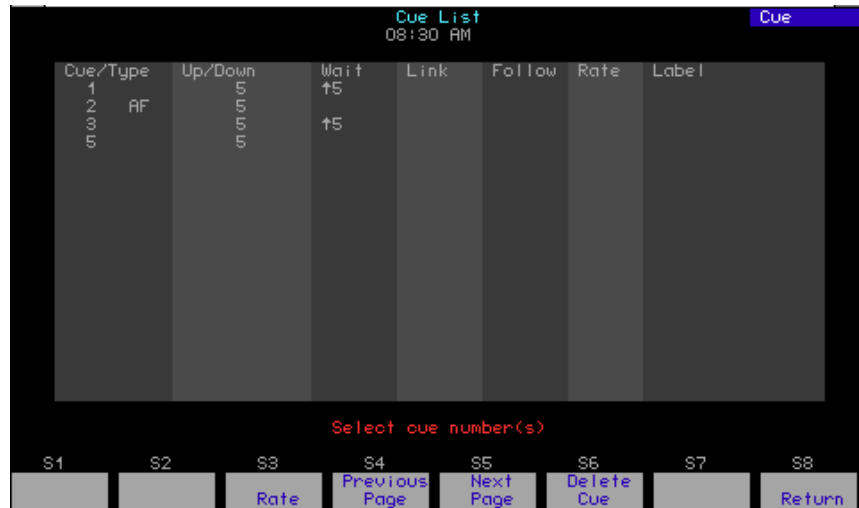 Cue List
Cue
08:30 AM
Cue/Type Up/Down Wait Link Follow Rate Label
1 5 ↑5
2 AF 5
3 5 ↑5
5 5
Select cue number(s)
S1 S2 S3 S4 S5 S6 S7 S8
Rate
Previous Page
Next Page
Delete Cue
Return